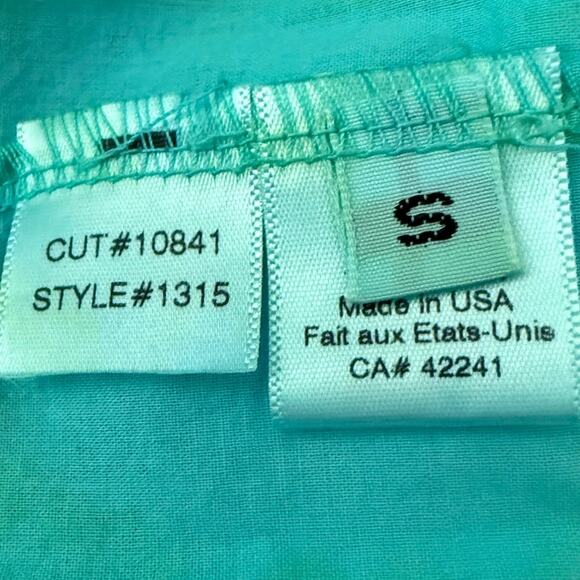 CUT#10841
STYLE#1315
S
Made in USA
Fait aux Etats-Unis
CA# 42241